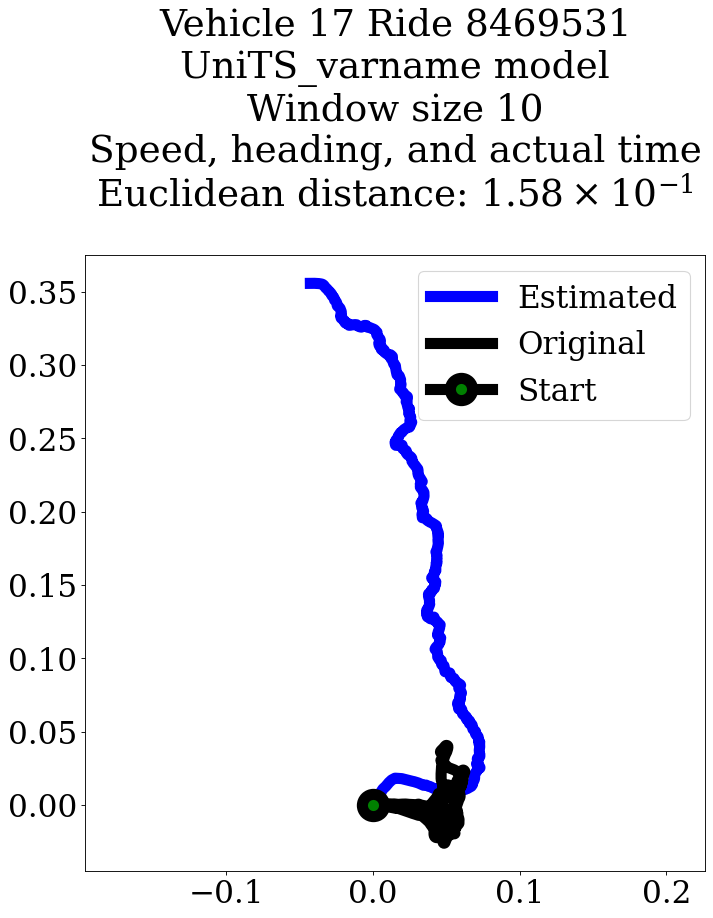 Vehicle 17 Ride 8469531
UniTS_varname model
Window size 10
Speed, heading, and actual time
Euclidean distance: 1.58 × 10⁻¹
Estimated
Original
Start
0.35
0.30
0.25
0.20
0.15
0.10
0.05
0.00
−0.1 0.0 0.1 0.2